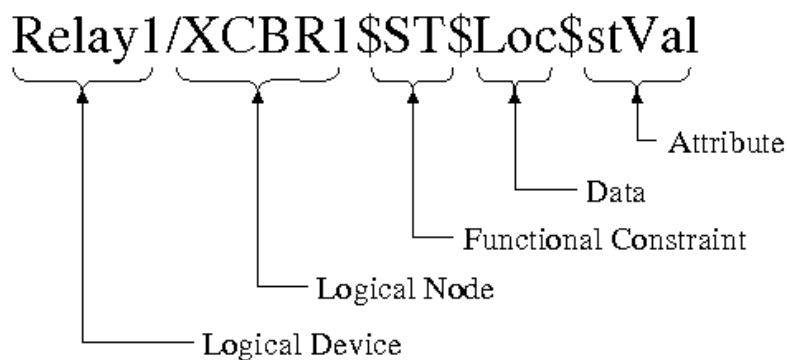 Relay1/XCBR1$ST$Loc$stVal
Attribute
Data
Functional Constraint
Logical Node
Logical Device